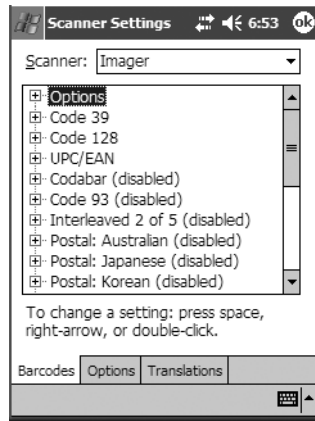 Scanner Settings 6:53 ok
Scanner: Imager
Options
Code 39
Code 128
UPC/EAN
Codabar (disabled)
Code 93 (disabled)
Interleaved 2 of 5 (disabled)
Postal: Australian (disabled)
Postal: Japanese (disabled)
Postal: Korean (disabled)
To change a setting: press space,
right-arrow, or double-click.
Barcodes Options Translations